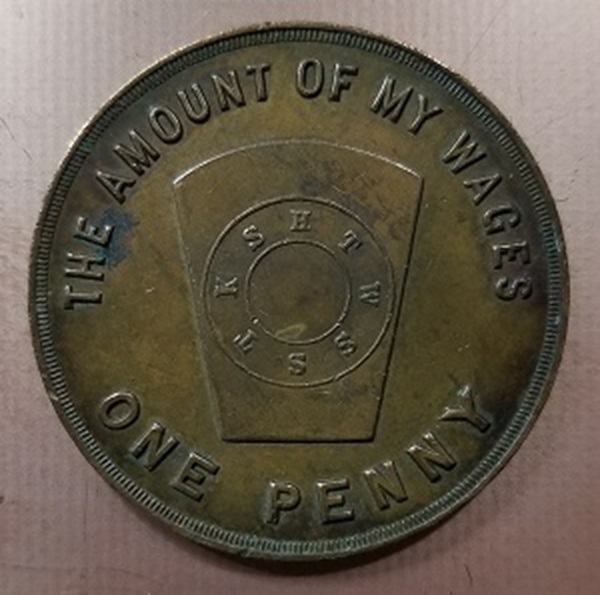 THE AMOUNT OF MY WAGES
H T W S S T K S
ONE PENNY